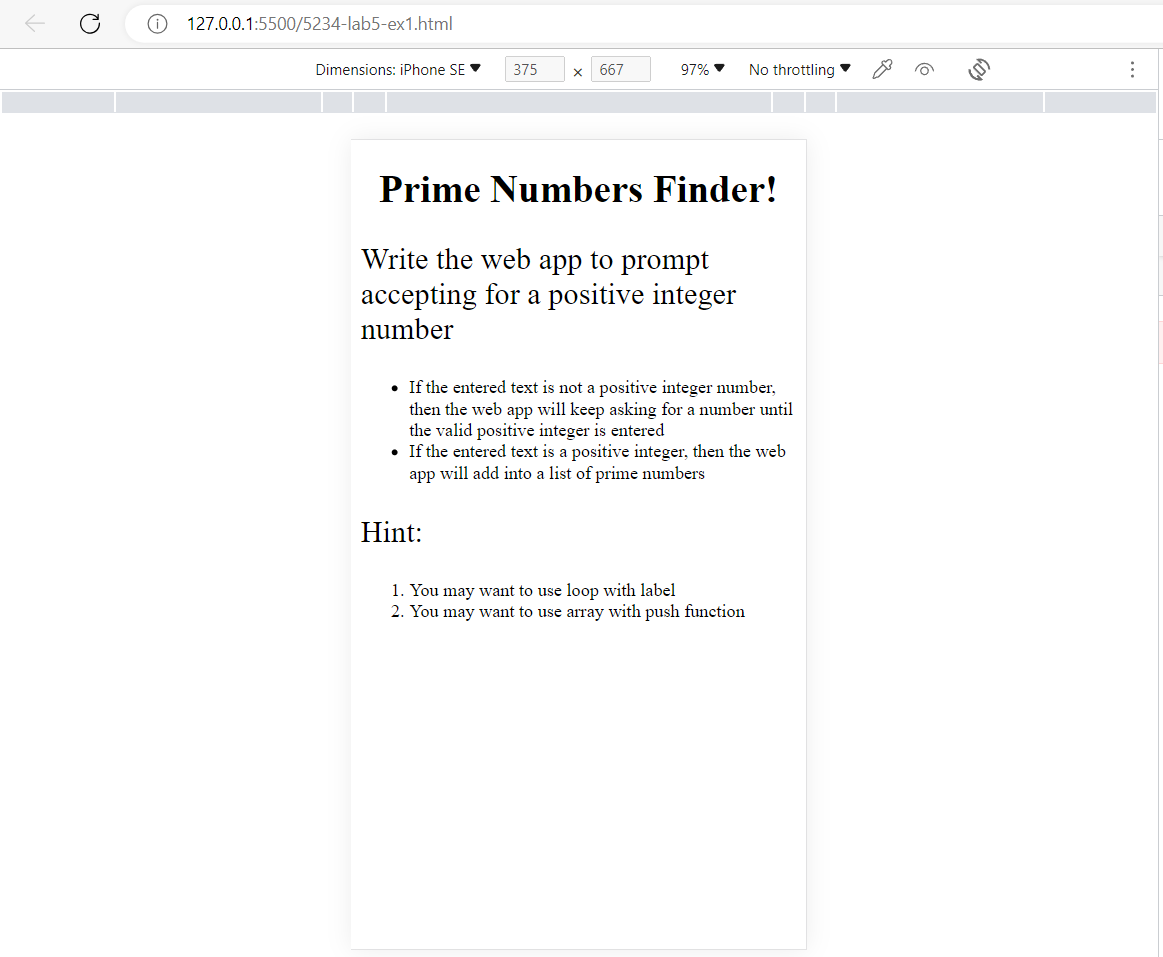 127.0.0.1:5500/5234-lab5-ex1.html
Dimensions: iPhone SE 375 × 667 97% No throttling
Prime Numbers Finder!
Write the web app to prompt
accepting for a positive integer
number
• If the entered text is not a positive integer number,
then the web app will keep asking for a number until
the valid positive integer is entered
• If the entered text is a positive integer, then the web
app will add into a list of prime numbers
Hint:
1. You may want to use loop with label
2. You may want to use array with push function